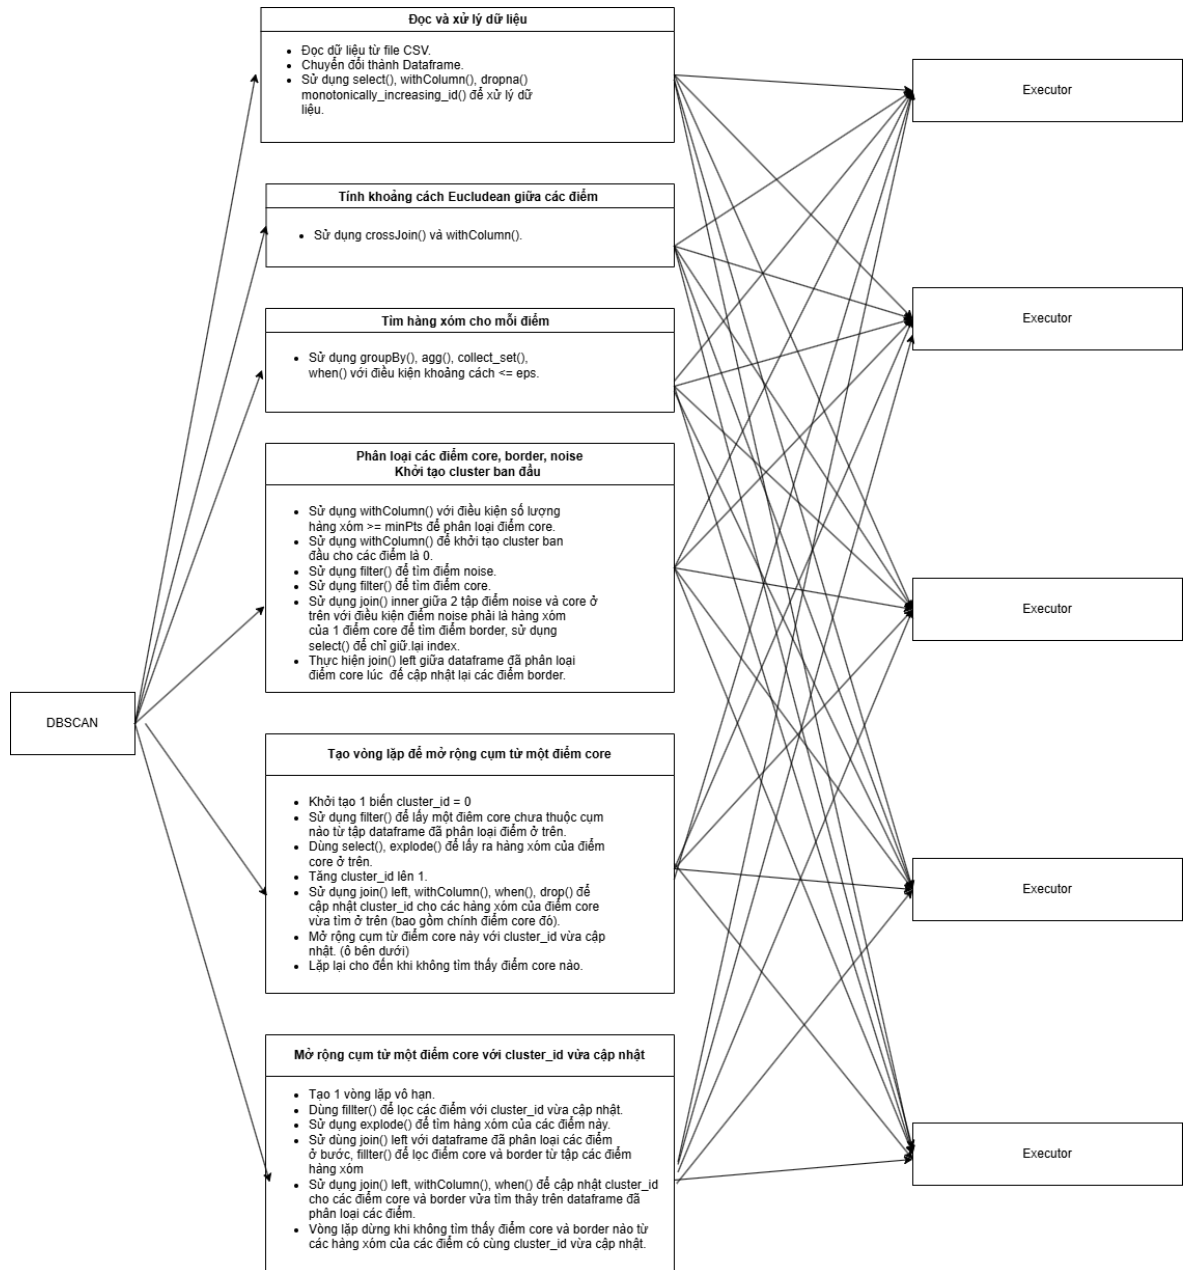 Đọc và xử lý dữ liệu
• Đọc dữ liệu từ file CSV.
• Chuyển đổi thành Dataframe.
• Sử dụng select(), withColumn(), dropna()
monotonically_increasing_id() để xử lý dữ
liệu.
Executor
Tính khoảng cách Eucludean giữa các điểm
• Sử dụng crossJoin() và withColumn().
Executor
Tìm hàng xóm cho mỗi điểm
• Sử dụng groupBy(), agg(), collect_set(),
when() với điều kiện khoảng cách <= eps.
Phân loại các điểm core, border, noise
Khởi tạo cluster ban đầu
• Sử dụng withColumn() với điều kiện số lượng
hàng xóm >= minPts để phân loại điểm core.
• Sử dụng withColumn() để khởi tạo cluster ban
đầu cho các điểm là 0.
• Sử dụng filter() để tìm điểm noise.
• Sử dụng filter() để tìm điểm core.
• Sử dụng join() inner giữa 2 tập điểm noise và core ở
trên với điều kiện điểm noise phải là hàng xóm
của 1 điểm core để tìm điểm border, sử dụng
select() để chỉ giữ.lại index.
• Thực hiện join() left giữa dataframe đã phân loại
điểm core lúc để cập nhật lại các điểm border.
Executor
DBSCAN
Tạo vòng lặp để mở rộng cụm từ một điểm core
• Khởi tạo 1 biến cluster_id = 0
• Sử dụng filter() để lấy một điêm core chưa thuộc cụm
nào từ tập dataframe đã phân loại điểm ở trên.
• Dùng select(), explode() để lấy ra hàng xóm của điểm
core ở trên.
• Tăng cluster_id lên 1.
• Sử dụng join() left, withColumn(), when(), drop() để
cập nhật cluster_id cho các hàng xóm của điểm core
vừa tìm ở trên (bao gồm chính điểm core đó).
• Mở rộng cụm từ điểm core này với cluster_id vừa cập
nhật. (ô bên dưới)
• Lặp lại cho đến khi không tìm thấy điểm core nào.
Executor
Mở rộng cụm từ một điểm core với cluster_id vừa cập nhật
• Tạo 1 vòng lặp vô hạn.
• Dùng fillter() để lọc các điểm với cluster_id vừa cập nhật.
• Sử dụng explode() để tìm hàng xóm của các điểm này.
• Sử dùng join() left với dataframe đã phân loại các điểm
ở bước, fillter() để lọc điểm core và border từ tập các điểm
hàng xóm
• Sử dụng join() left, withColumn(), when() để cập nhật cluster_id
cho các điểm core và border vửa tìm thấy trên dataframe đã
phân loại các điểm.
• Vòng lặp dừng khi không tìm thấy điểm core và border nào từ
các hàng xóm của các điểm có cùng cluster_id vừa cập nhật.
Executor